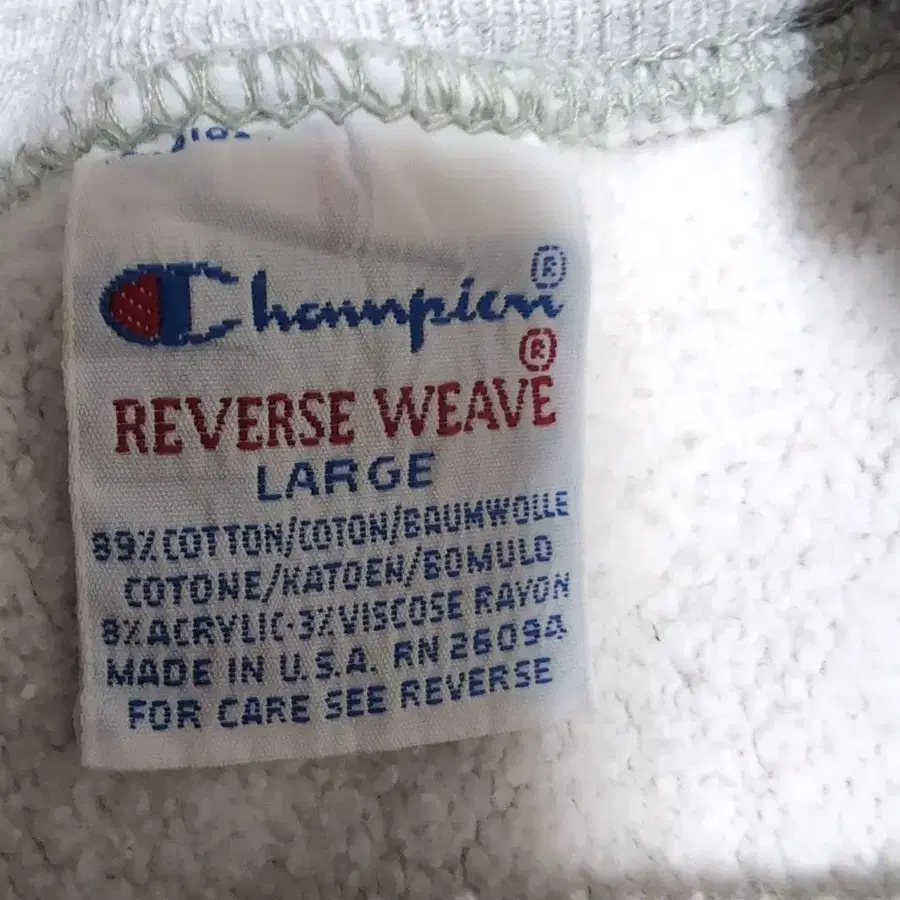 Champion®
®
REVERSE WEAVE
LARGE
89% COTTON/COTON/BAUMWOLLE
COTONE/KATOEN/BOMULD
8% ACRYLIC·3% VISCOSE RAYON
MADE IN U.S.A. RN 26094
FOR CARE SEE REVERSE